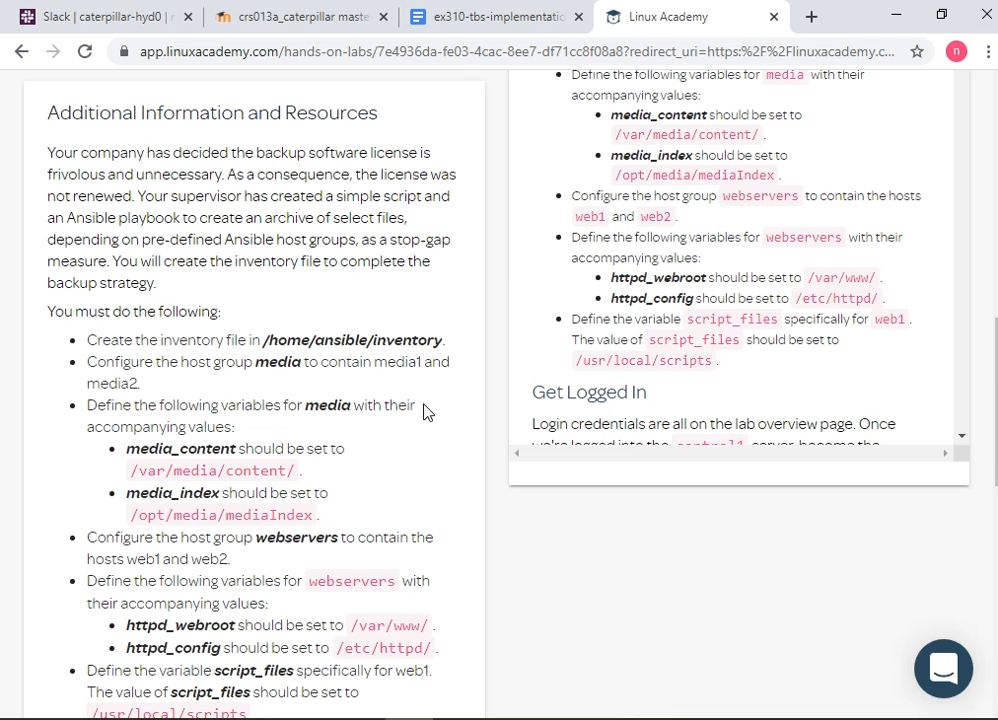 Slack | caterpillar-hyd0 |
crs013a_caterpillar maste
ex310-tbs-implementatio
Linux Academy
app.linuxacademy.com/hands-on-labs/7e4936da-fe03-4cac-8ee7-df71cc8f08a8?redirect_uri=https:%2F%2Flinuxacademy.c...
n
Additional Information and Resources
Your company has decided the backup software license is
frivolous and unnecessary. As a consequence, the license was
not renewed. Your supervisor has created a simple script and
an Ansible playbook to create an archive of select files,
depending on pre-defined Ansible host groups, as a stop-gap
measure. You will create the inventory file to complete the
backup strategy.
You must do the following:
Create the inventory file in /home/ansible/inventory.
Configure the host group media to contain media1 and
media2.
Define the following variables for media with their
accompanying values:
media_content should be set to
/var/media/content/ .
media_index should be set to
/opt/media/mediaIndex .
Configure the host group webservers to contain the
hosts web1 and web2.
Define the following variables for webservers with
their accompanying values:
httpd_webroot should be set to /var/www/ .
httpd_config should be set to /etc/httpd/ .
Define the variable script_files specifically for web1.
The value of script_files should be set to
/usr/local/scripts
Define the following variables for media with their
accompanying values:
media_content should be set to
/var/media/content/ .
media_index should be set to
/opt/media/mediaIndex .
Configure the host group webservers to contain the hosts
web1 and web2 .
Define the following variables for webservers with their
accompanying values:
httpd_webroot should be set to /var/www/ .
httpd_config should be set to /etc/httpd/ .
Define the variable script_files specifically for web1 .
The value of script_files should be set to
/usr/local/scripts .
Get Logged In
Login credentials are all on the lab overview page. Once
we're logged into the control1 server, become the